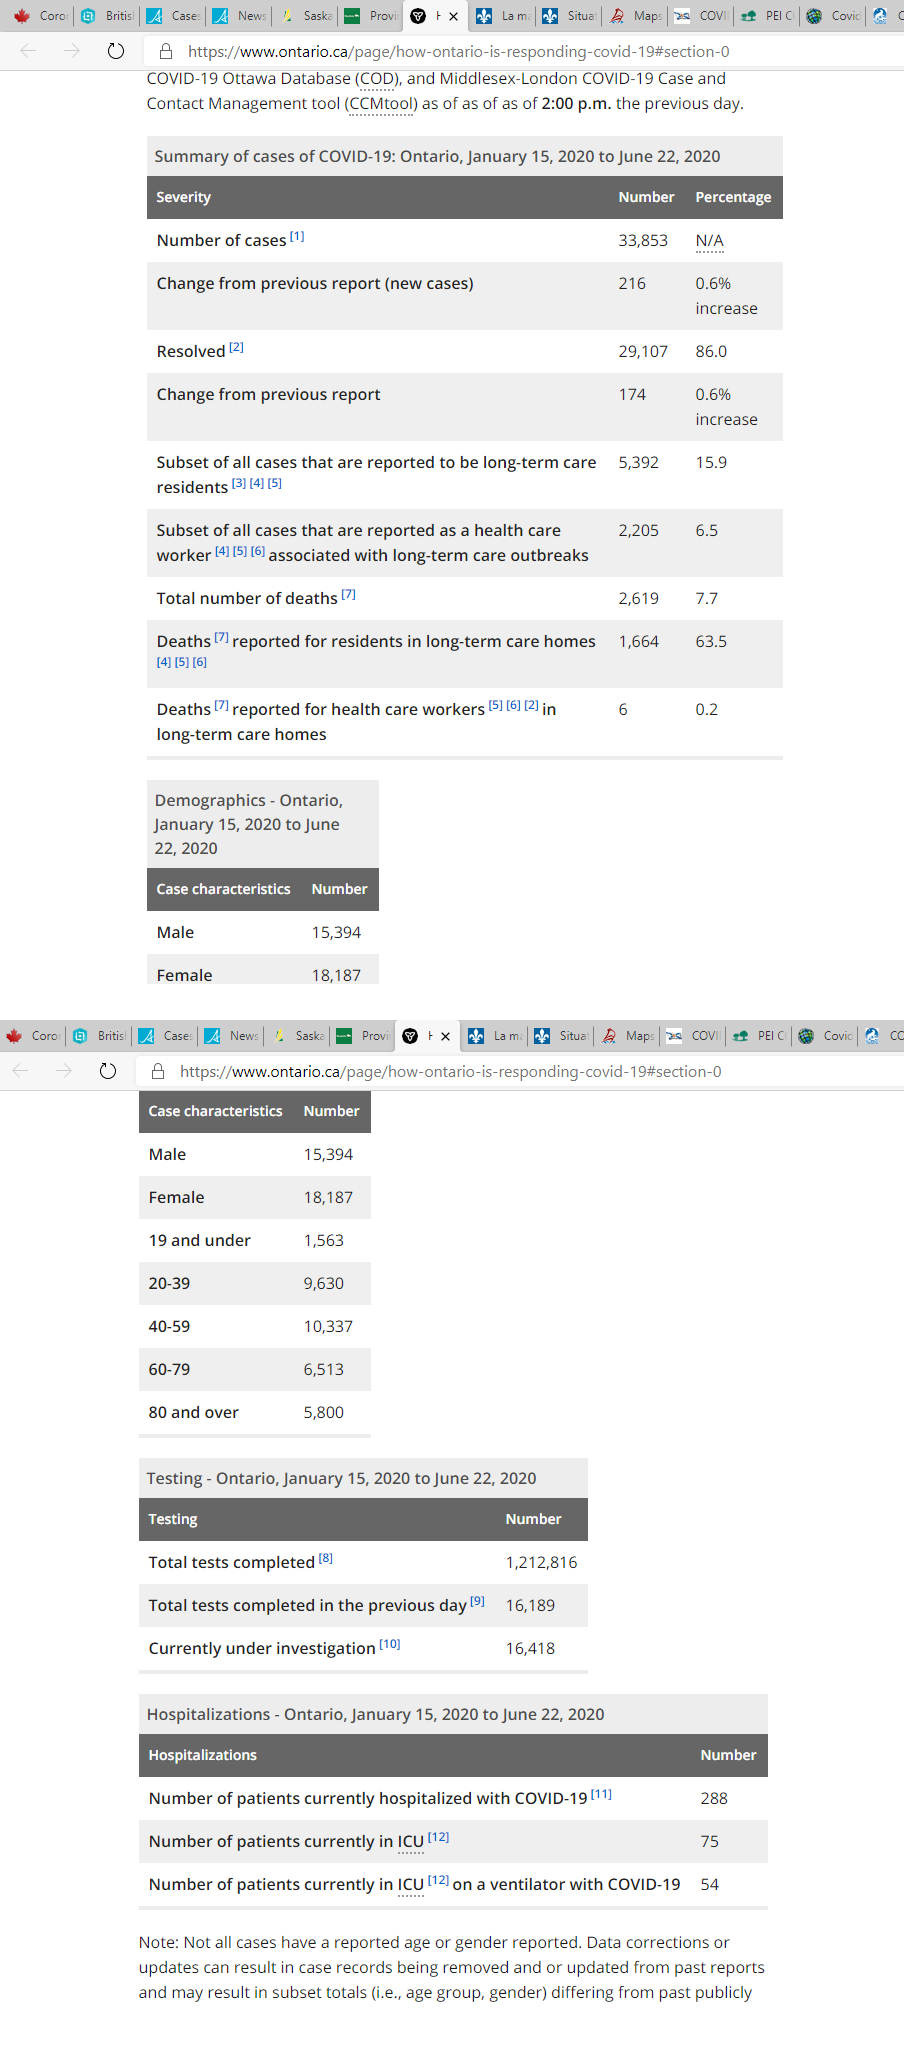 Coror Britisl Case: News Saska Provi H La ma Situat Maps COVI PEI C Covid C
https://www.ontario.ca/page/how-ontario-is-responding-covid-19#section-0
COVID-19 Ottawa Database (COD), and Middlesex-London COVID-19 Case and
Contact Management tool (CCMtool) as of as of as of 2:00 p.m. the previous day.
Summary of cases of COVID-19: Ontario, January 15, 2020 to June 22, 2020
Severity Number Percentage
Number of cases [1] 33,853 N/A
Change from previous report (new cases) 216 0.6%
increase
Resolved [2] 29,107 86.0
Change from previous report 174 0.6%
increase
Subset of all cases that are reported to be long-term care 5,392 15.9
residents [3] [4] [5]
Subset of all cases that are reported as a health care 2,205 6.5
worker [4] [5] [6] associated with long-term care outbreaks
Total number of deaths [7] 2,619 7.7
Deaths [7] reported for residents in long-term care homes 1,664 63.5
[4] [5] [6]
Deaths [7] reported for health care workers [5] [6] [2] in 6 0.2
long-term care homes
Demographics - Ontario,
January 15, 2020 to June
22, 2020
Case characteristics Number
Male 15,394
Female 18,187
Coror Britisl Case: News Saska Provi H La ma Situat Maps COVI PEI C Covid CO
https://www.ontario.ca/page/how-ontario-is-responding-covid-19#section-0
Case characteristics Number
Male 15,394
Female 18,187
19 and under 1,563
20-39 9,630
40-59 10,337
60-79 6,513
80 and over 5,800
Testing - Ontario, January 15, 2020 to June 22, 2020
Testing Number
Total tests completed [8] 1,212,816
Total tests completed in the previous day [9] 16,189
Currently under investigation [10] 16,418
Hospitalizations - Ontario, January 15, 2020 to June 22, 2020
Hospitalizations Number
Number of patients currently hospitalized with COVID-19 [11] 288
Number of patients currently in ICU [12] 75
Number of patients currently in ICU [12] on a ventilator with COVID-19 54
Note: Not all cases have a reported age or gender reported. Data corrections or
updates can result in case records being removed and or updated from past reports
and may result in subset totals (i.e., age group, gender) differing from past publicly